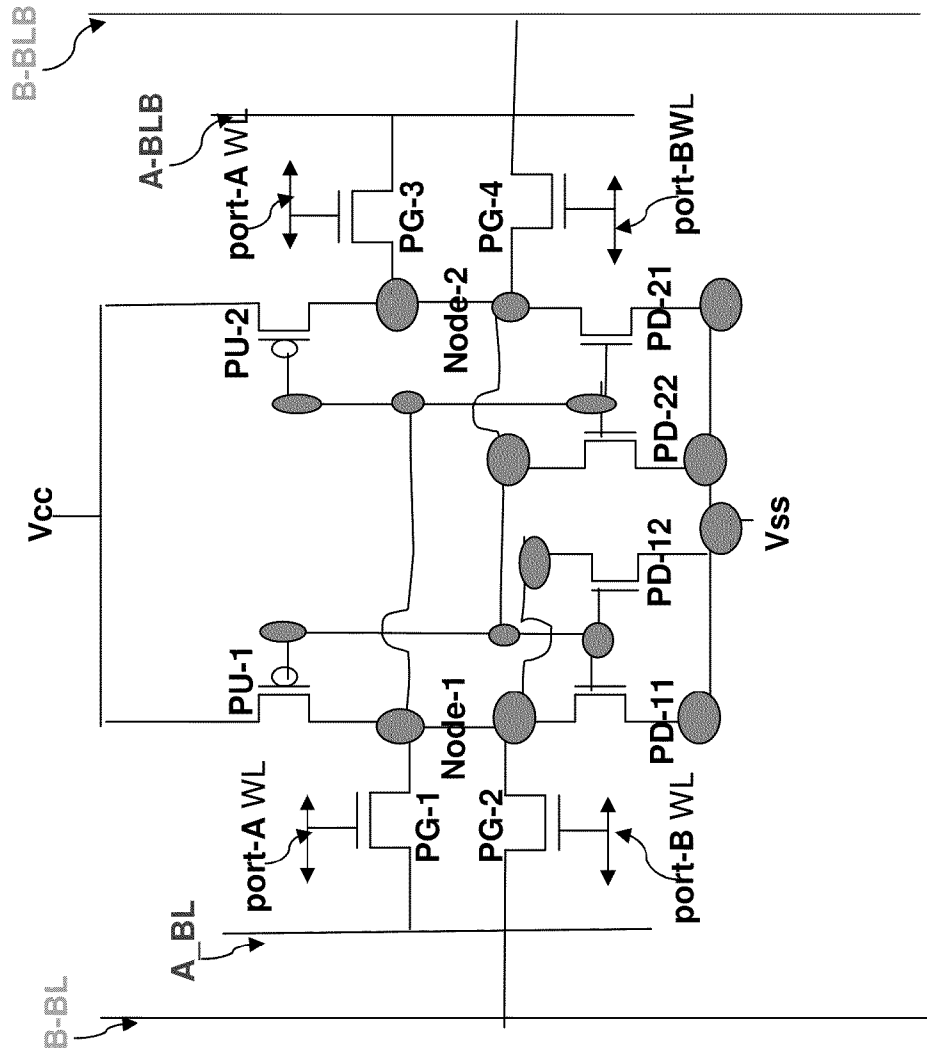 B-BL
Vcc
B-BLB
A_BL
A-BLB
port-A WL
PU-1
PU-2
port-A WL
PG-1
PG-3
Node-1
Node-2
PG-2
PG-4
PD-11
PD-12
PD-22
PD-21
port-B WL
port-BWL
Vss